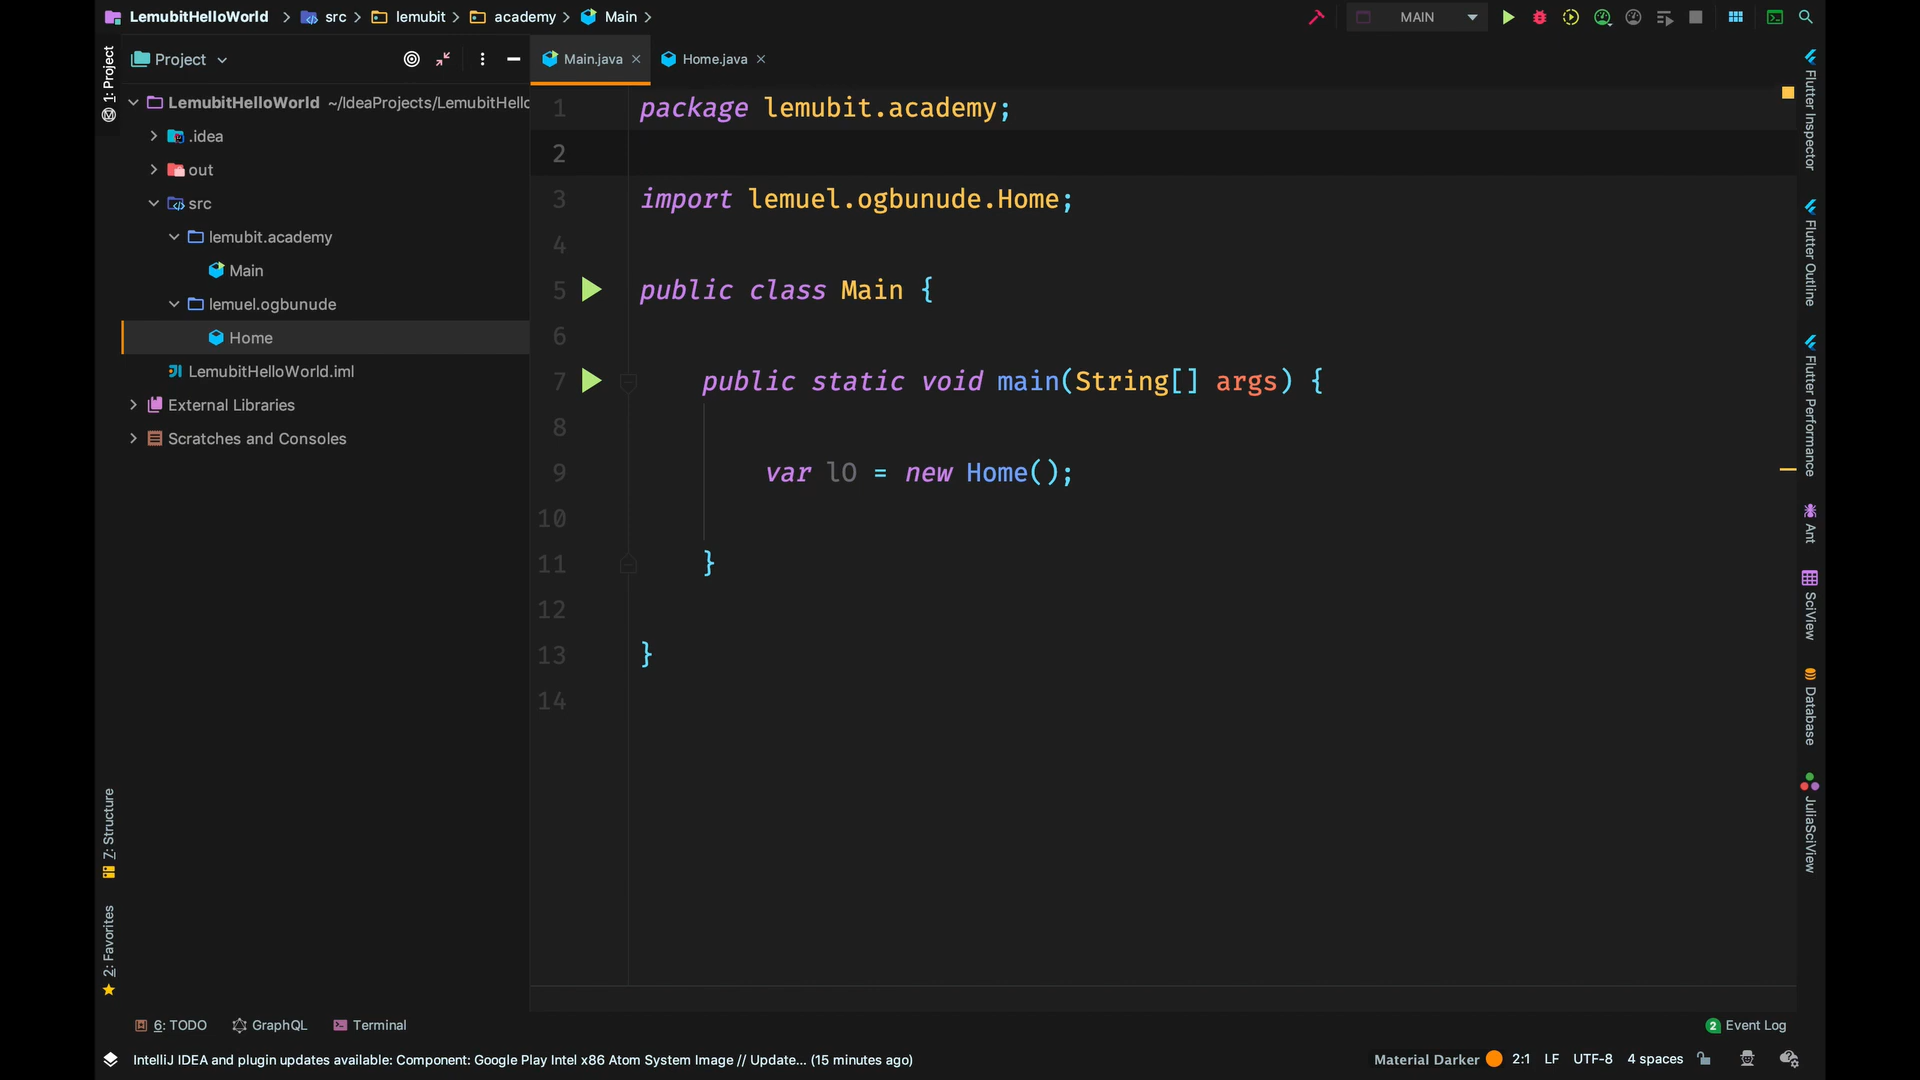 LemubitHelloWorld > src > lemubit > academy > Main >
MAIN
1: Project
Project
Main.java
Home.java
LemubitHelloWorld ~/IdeaProjects/LemubitHello
.idea
out
src
lemubit.academy
Main
lemuel.ogbunude
Home
LemubitHelloWorld.iml
External Libraries
Scratches and Consoles
1 package lemubit.academy;
2
3 import lemuel.ogbunude.Home;
4
5 public class Main {
6
7 public static void main(String[] args) {
8
9 var lO = new Home();
10
11 }
12
13 }
14
Flutter Inspector
Flutter Outline
Flutter Performance
Ant
SciView
Database
JuliaSciView
Z: Structure
2: Favorites
6: TODO
GraphQL
Terminal
2 Event Log
IntelliJ IDEA and plugin updates available: Component: Google Play Intel x86 Atom System Image // Update... (15 minutes ago)
Material Darker
2:1 LF UTF-8 4 spaces